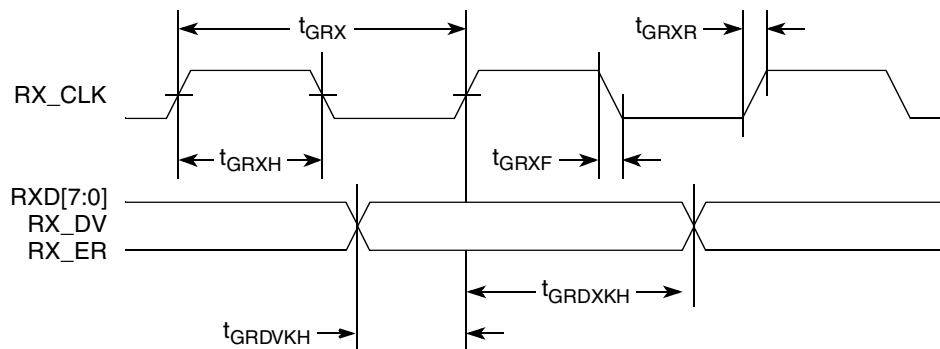 tGRX
tGRXR
RX_CLK
tGRXH
tGRXF
RXD[7:0]
RX_DV
RX_ER
tGRDXKH
tGRDVKH